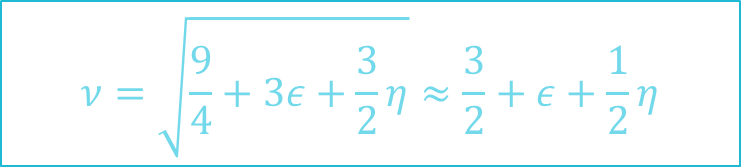 ν = √(9/4 + 3ϵ + 3/2 η) ≈ 3/2 + ϵ + 1/2 η